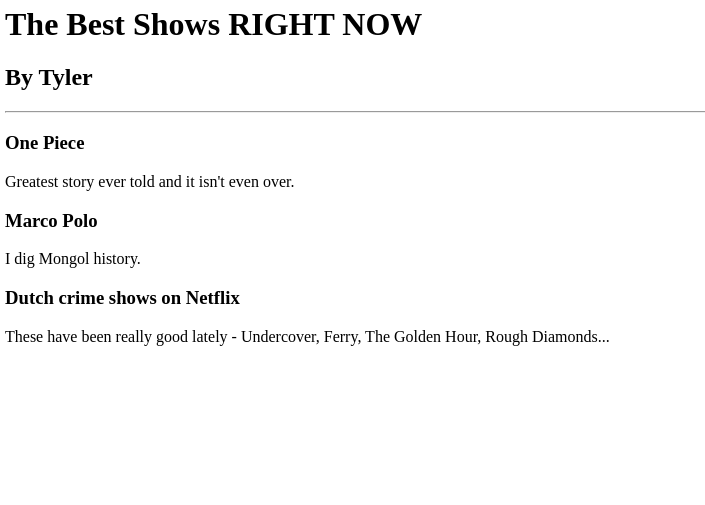 The Best Shows RIGHT NOW
By Tyler
One Piece
Greatest story ever told and it isn't even over.
Marco Polo
I dig Mongol history.
Dutch crime shows on Netflix
These have been really good lately - Undercover, Ferry, The Golden Hour, Rough Diamonds...